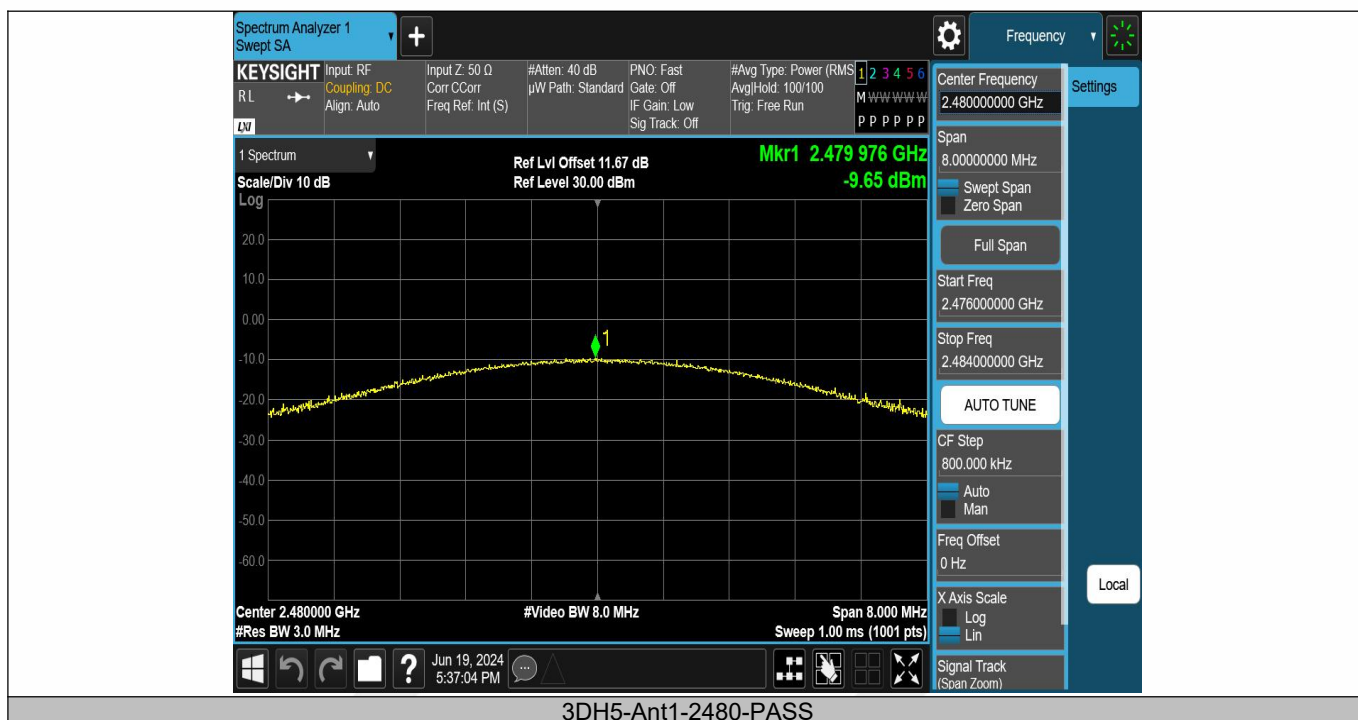 Spectrum Analyzer 1
Swept SA
+
Frequency
KEYSIGHT
R L
LXI
Input: RF
Coupling: DC
Align: Auto
Input Z: 50 Ω
Corr CCorr
Freq Ref: Int (S)
#Atten: 40 dB
µW Path: Standard
PNO: Fast
Gate: Off
IF Gain: Low
Sig Track: Off
#Avg Type: Power (RMS
Avg|Hold: 100/100
Trig: Free Run
1 2 3 4 5 6
M W W W W W
P P P P P P
1 Spectrum
Scale/Div 10 dB
Log
Ref Lvl Offset 11.67 dB
Ref Level 30.00 dBm
Mkr1 2.479 976 GHz
-9.65 dBm
20.0
10.0
0.00
-10.0
-20.0
-30.0
-40.0
-50.0
-60.0
1
Center 2.480000 GHz
#Res BW 3.0 MHz
#Video BW 8.0 MHz
Span 8.000 MHz
Sweep 1.00 ms (1001 pts)
Center Frequency
2.480000000 GHz
Settings
Span
8.00000000 MHz
Swept Span
Zero Span
Full Span
Start Freq
2.476000000 GHz
Stop Freq
2.484000000 GHz
AUTO TUNE
CF Step
800.000 kHz
Auto
Man
Freq Offset
0 Hz
X Axis Scale
Log
Lin
Local
Signal Track
(Span Zoom)
?
Jun 19, 2024
5:37:04 PM
3DH5-Ant1-2480-PASS